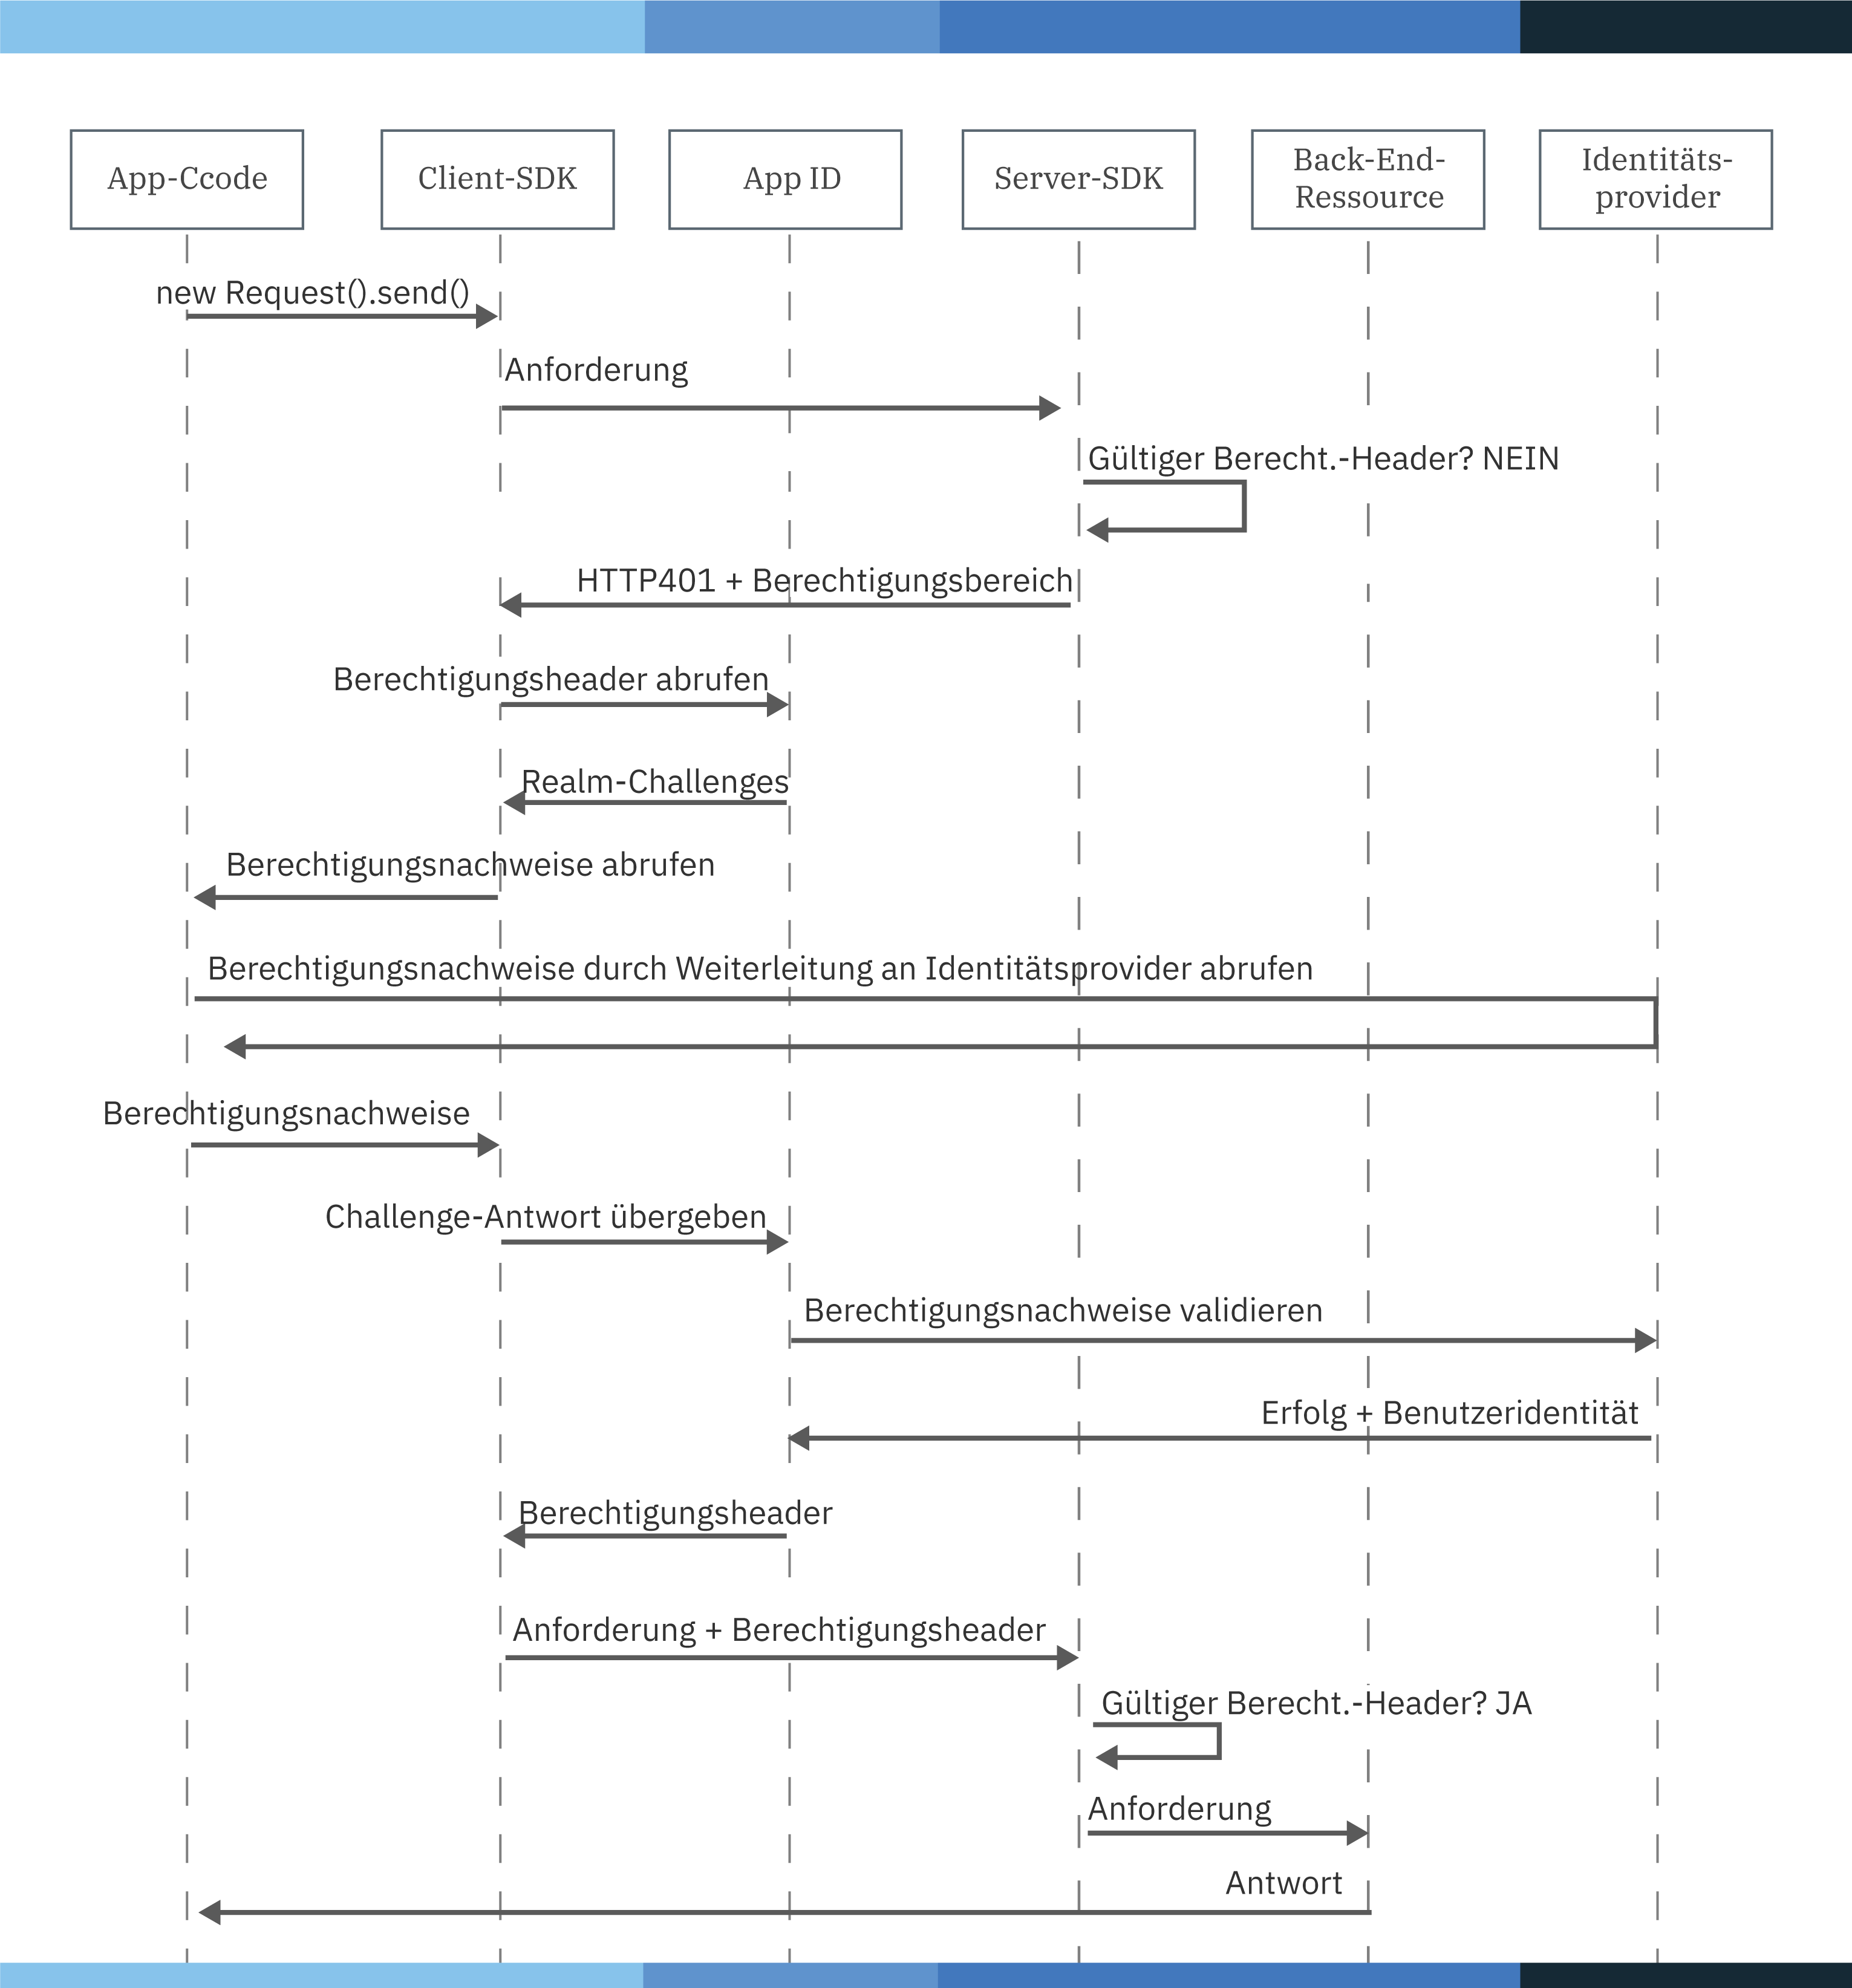 App-Ccode
Client-SDK
App ID
Server-SDK
Back-End-
Ressource
Identitäts-
provider
new Request().send()
Anforderung
Gültiger Berecht.-Header? NEIN
HTTP401 + Berechtigungsbereich
Berechtigungsheader abrufen
Realm-Challenges
Berechtigungsnachweise abrufen
Berechtigungsnachweise durch Weiterleitung an Identitätsprovider abrufen
Berechtigungsnachweise
Challenge-Antwort übergeben
Berechtigungsnachweise validieren
Erfolg + Benutzeridentität
Berechtigungsheader
Anforderung + Berechtigungsheader
Gültiger Berecht.-Header? JA
Anforderung
Antwort